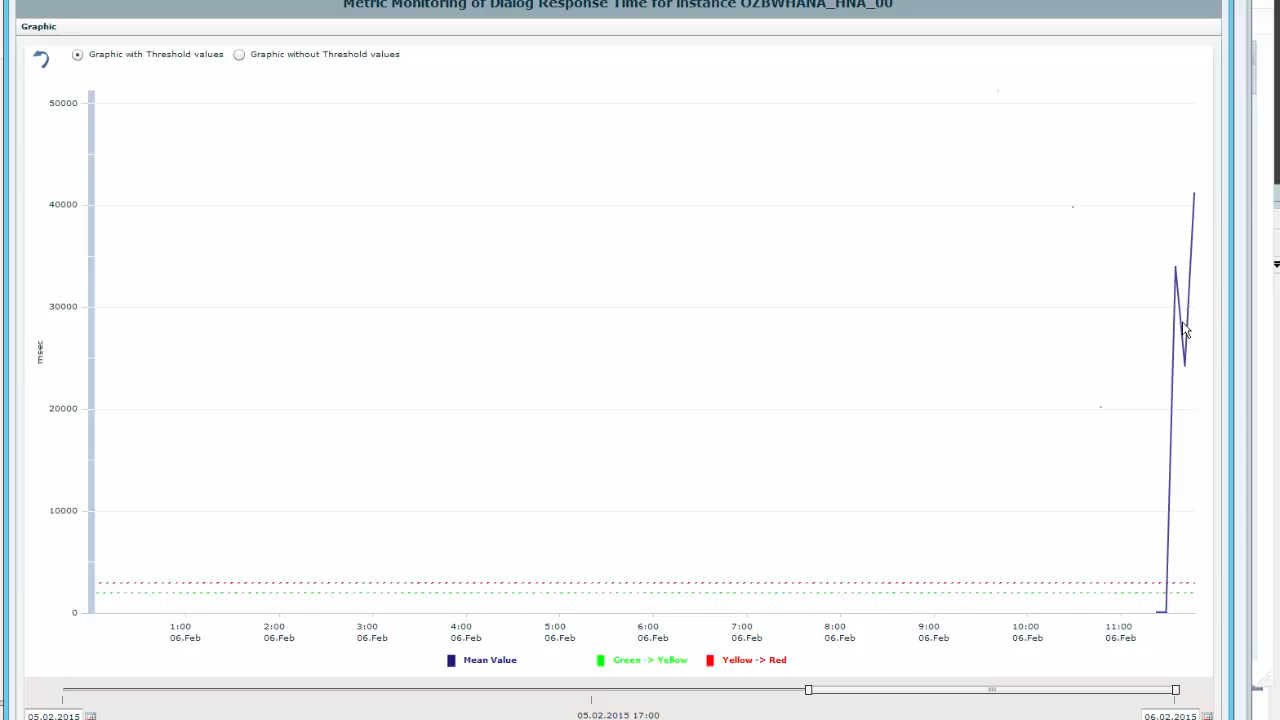 Metric Monitoring of Dialog Response Time for Instance OZBWHANA_HNA_00
Graphic
Graphic with Threshold values Graphic without Threshold values
50000
40000
30000
msec
20000
10000
0
1:00 2:00 3:00 4:00 5:00 6:00 7:00 8:00 9:00 10:00 11:00
06.Feb 06.Feb 06.Feb 06.Feb 06.Feb 06.Feb 06.Feb 06.Feb 06.Feb 06.Feb 06.Feb
Mean Value Green -> Yellow Yellow -> Red
05.02.2015 05.02.2015 17:00 06.02.2015